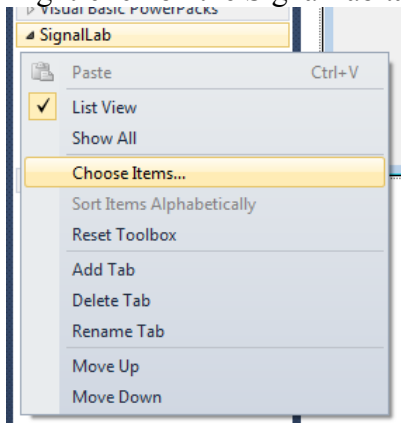 Visual Basic PowerPacks
SignalLab
Paste Ctrl+V
List View
Show All
Choose Items...
Sort Items Alphabetically
Reset Toolbox
Add Tab
Delete Tab
Rename Tab
Move Up
Move Down